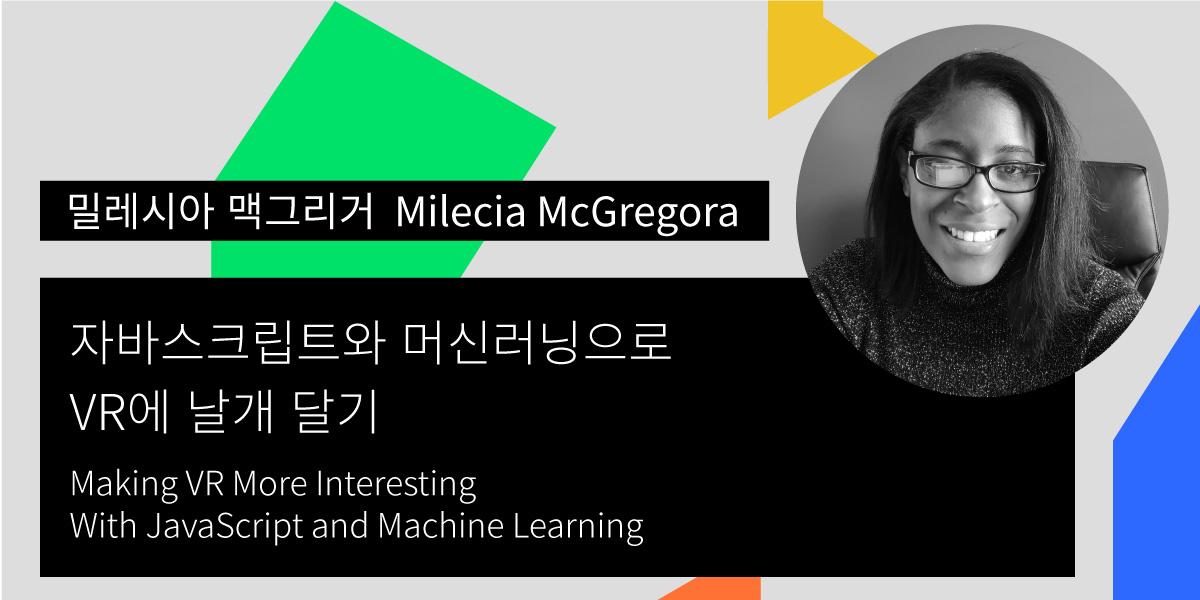 밀레시아 맥그리거 Milecia McGregora
자바스크립트와 머신러닝으로
VR에 날개 달기
Making VR More Interesting
With JavaScript and Machine Learning